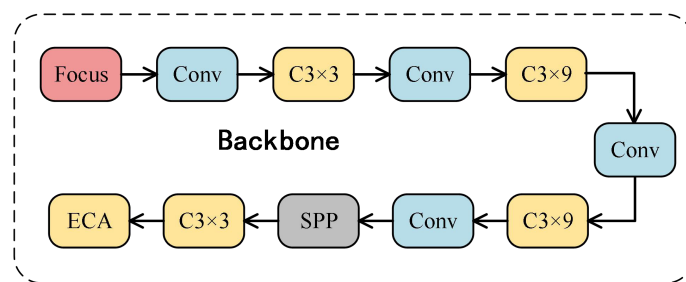 Focus
Conv
C3×3
Conv
C3×9
Conv
Backbone
C3×9
Conv
SPP
C3×3
ECA